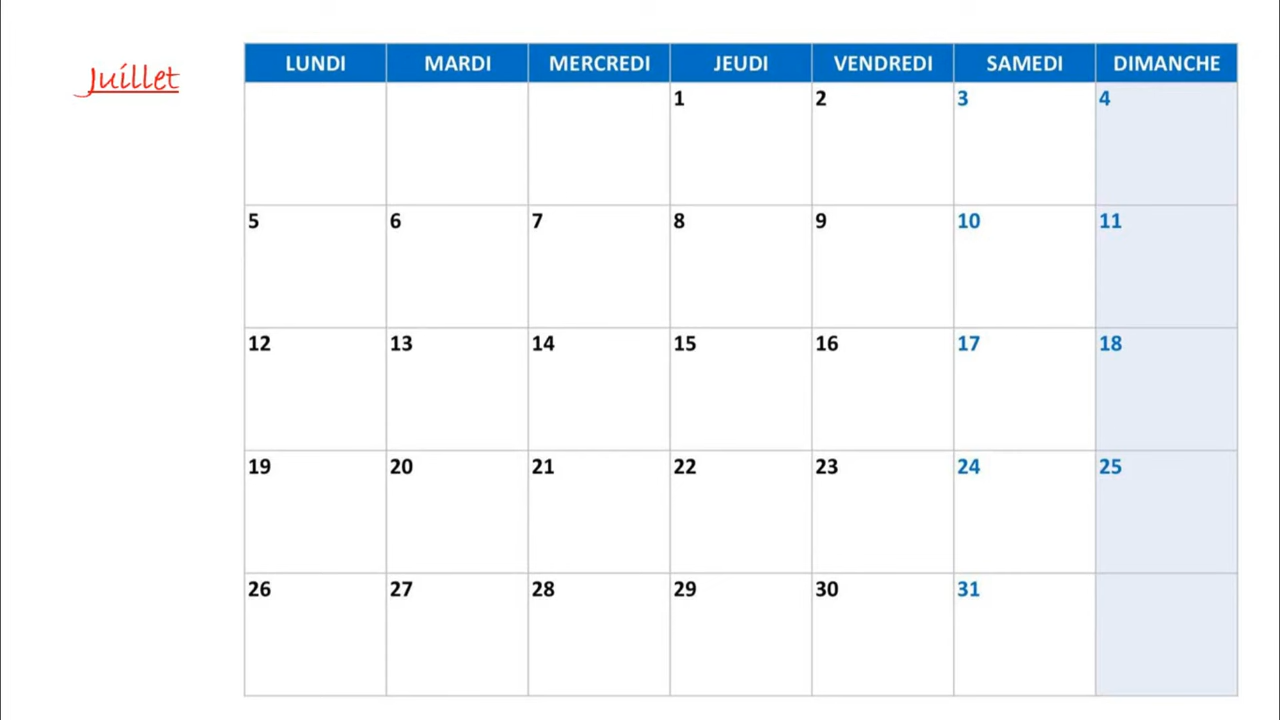 Juillet
LUNDI MARDI MERCREDI JEUDI VENDREDI SAMEDI DIMANCHE
1 2 3 4
5 6 7 8 9 10 11
12 13 14 15 16 17 18
19 20 21 22 23 24 25
26 27 28 29 30 31